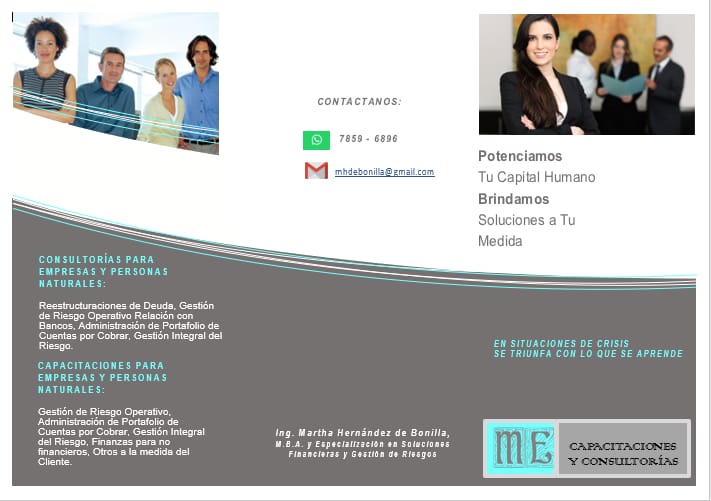 CONTACTANOS:
7859 - 6896
mhdebonilla@gmail.com
Potenciamos
Tu Capital Humano
Brindamos
Soluciones a Tu
Medida
CONSULTORÍAS PARA
EMPRESAS Y PERSONAS
NATURALES:
Reestructuraciones de Deuda, Gestión
de Riesgo Operativo Relación con
Bancos, Administración de Portafolio de
Cuentas por Cobrar, Gestión Integral del
Riesgo.
CAPACITACIONES PARA
EMPRESAS Y PERSONAS
NATURALES:
Gestión de Riesgo Operativo,
Administración de Portafolio de
Cuentas por Cobrar, Gestión Integral
del Riesgo, Finanzas para no
financieros, Otros a la medida del
Cliente.
Ing. Martha Hernández de Bonilla,
M.B.A. y Especialización en Soluciones
Financieras y Gestión de Riesgos
EN SITUACIONES DE CRISIS
SE TRIUNFA CON LO QUE SE APRENDE
ME
CAPACITACIONES
Y CONSULTORÍAS